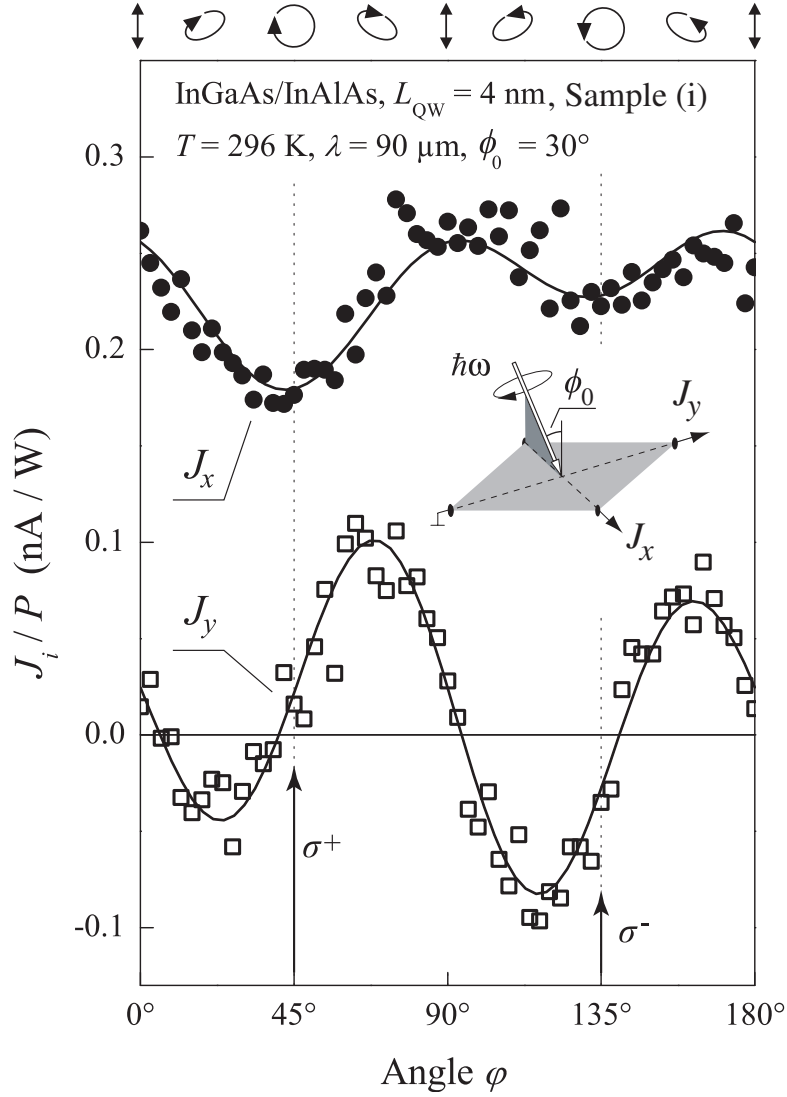 InGaAs/InAlAs, L_QW = 4 nm, Sample (i)
T = 296 K, λ = 90 μm, ϕ_0 = 30°
0.3
0.2
0.1
0.0
-0.1
J_i / P (nA / W)
ħω
ϕ_0
J_y
J_x
⊥
J_x
J_y
σ+
σ-
0°
45°
90°
135°
180°
Angle φ